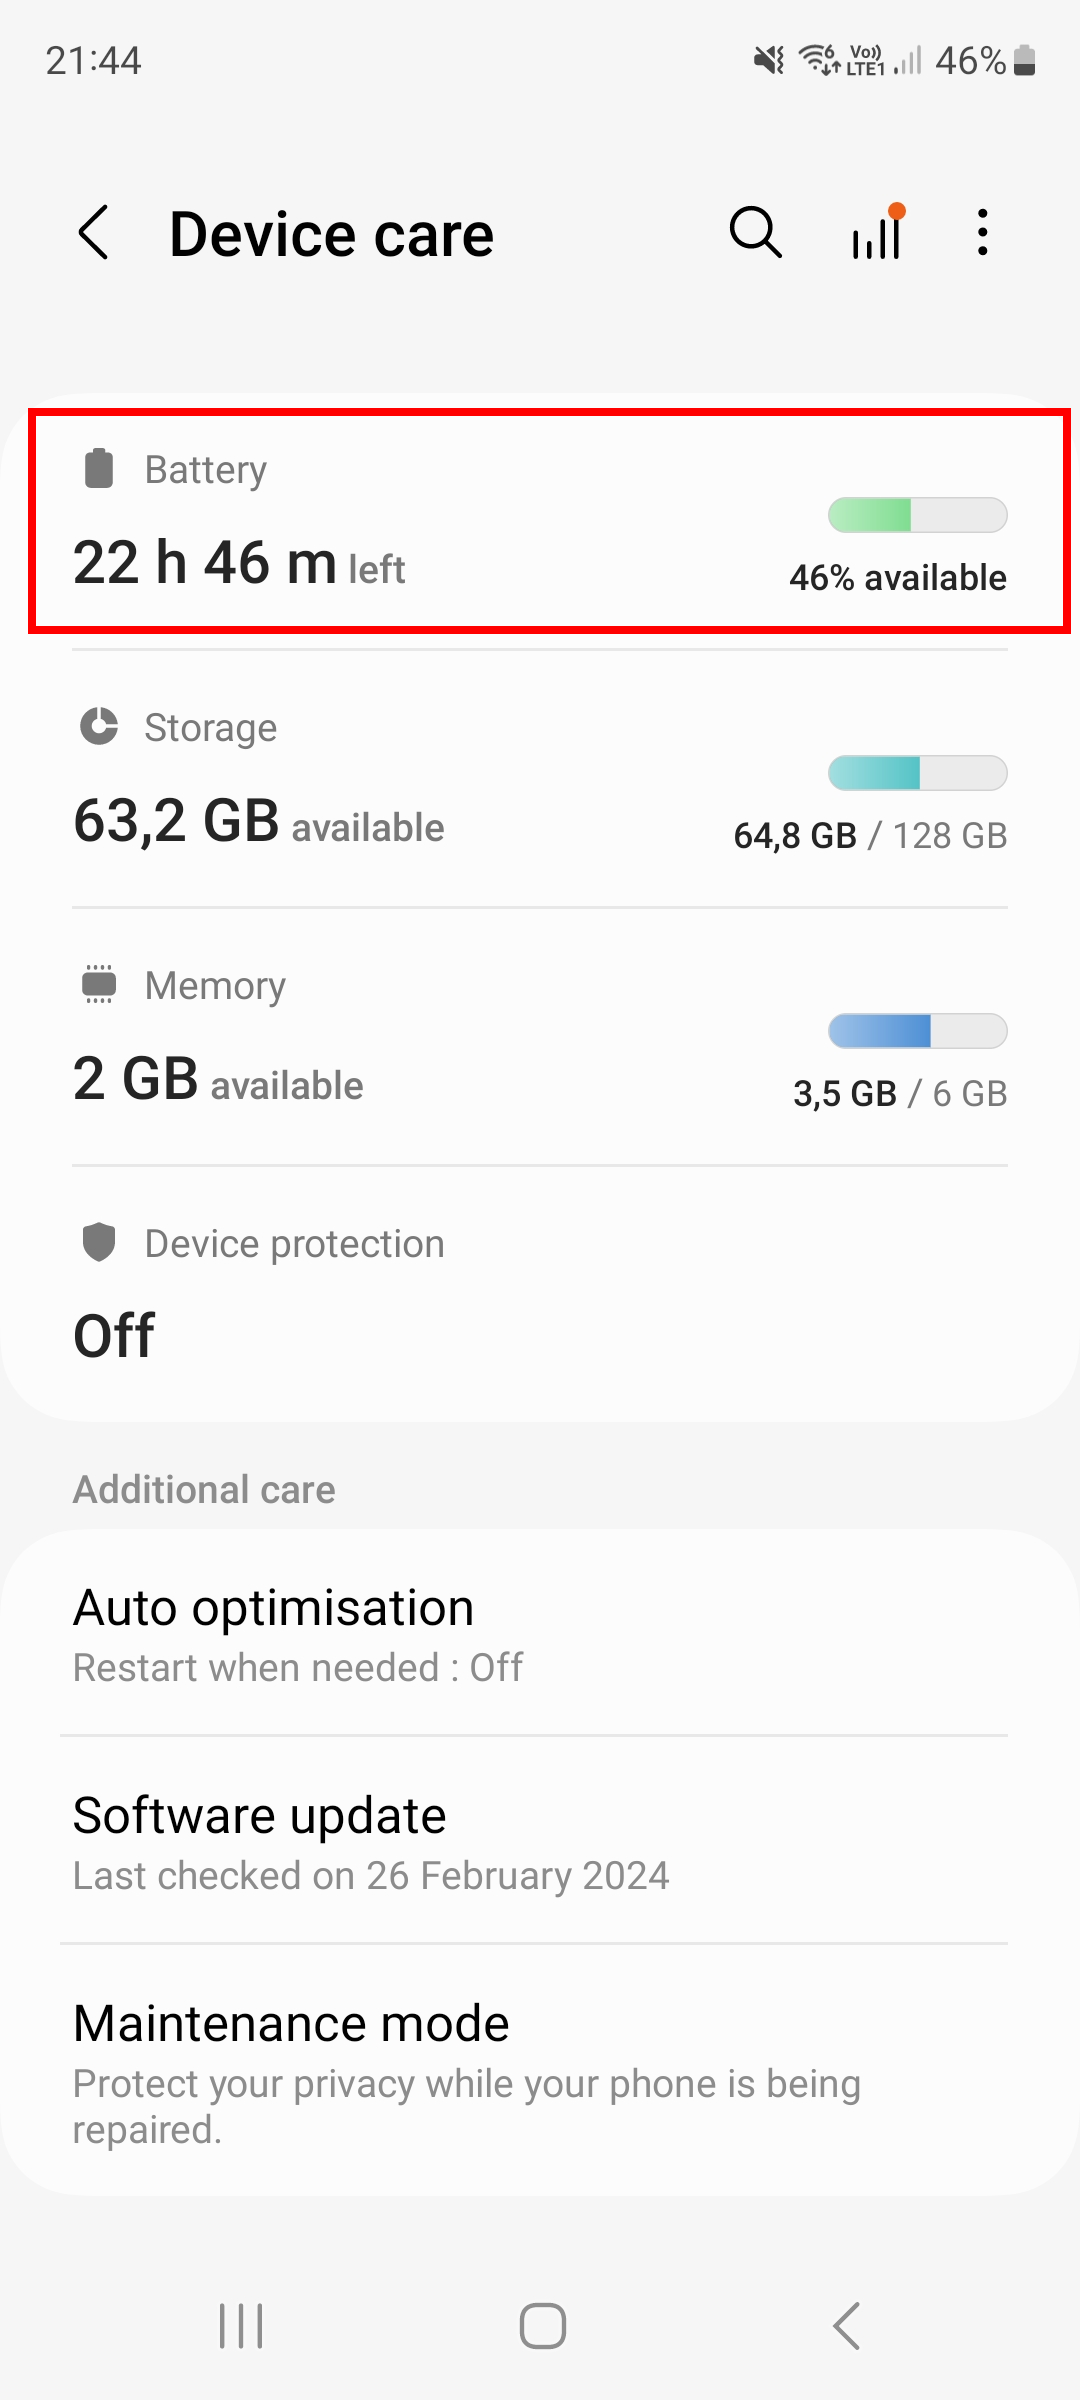 21:44 6 Vo)) LTE1 46%
Device care
Battery
22 h 46 m left
46% available
Storage
63,2 GB available
64,8 GB / 128 GB
Memory
2 GB available
3,5 GB / 6 GB
Device protection
Off
Additional care
Auto optimisation
Restart when needed : Off
Software update
Last checked on 26 February 2024
Maintenance mode
Protect your privacy while your phone is being
repaired.